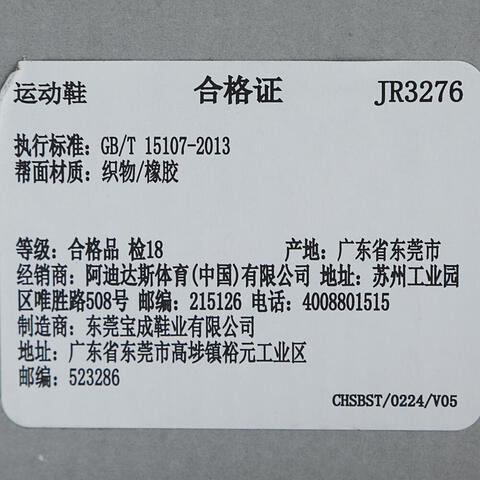 运动鞋 合格证 JR3276
执行标准：GB/T 15107-2013
帮面材质：织物/橡胶
等级：合格品 检18 产地：广东省东莞市
经销商：阿迪达斯体育(中国)有限公司 地址：苏州工业园
区唯胜路508号 邮编：215126 电话：4008801515
制造商：东莞宝成鞋业有限公司
地址：广东省东莞市高埗镇裕元工业区
邮编：523286
CHSBST/0224/V05